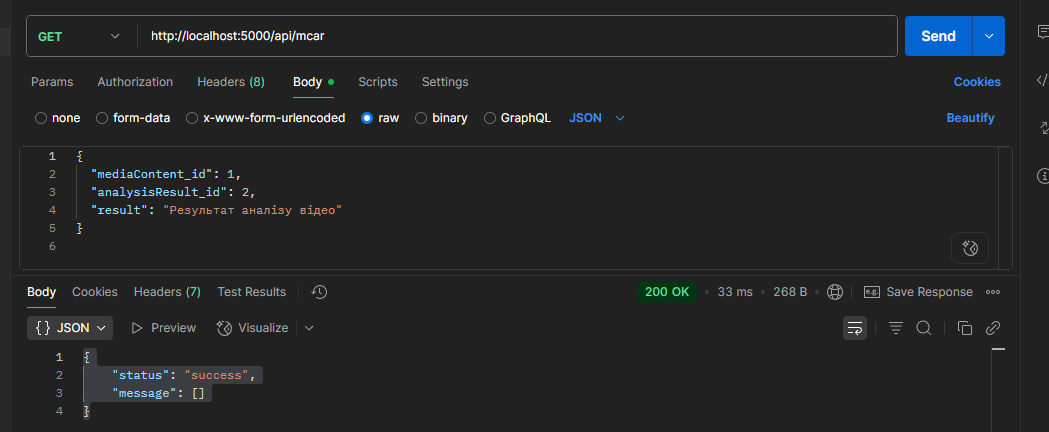 GET http://localhost:5000/api/mcar Send
Params Authorization Headers (8) Body Scripts Settings Cookies
none form-data x-www-form-urlencoded raw binary GraphQL JSON Beautify
1 {
2 "mediaContent_id": 1,
3 "analysisResult_id": 2,
4 "result": "Результат аналізу відео"
5 }
6
Body Cookies Headers (7) Test Results 200 OK • 33 ms • 268 B e.g. Save Response
{} JSON Preview Visualize
1 {
2 "status": "success",
3 "message": []
4 }